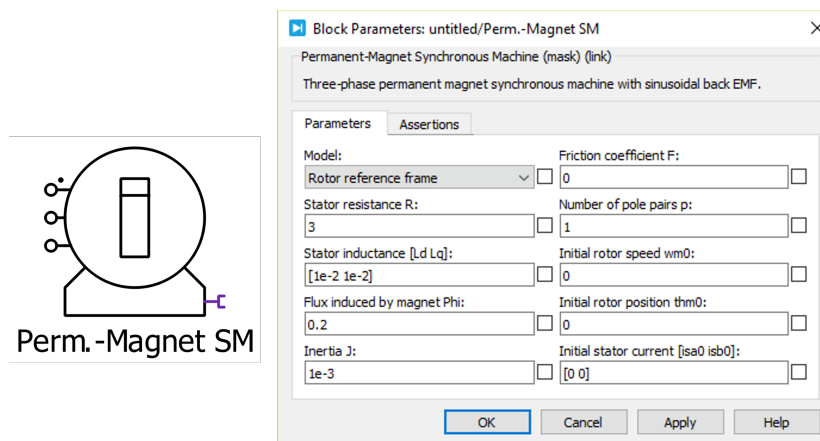 Perm.-Magnet SM
Block Parameters: untitled/Perm.-Magnet SM
Permanent-Magnet Synchronous Machine (mask) (link)
Three-phase permanent magnet synchronous machine with sinusoidal back EMF.
Parameters
Assertions
Model:
Rotor reference frame
Stator resistance R:
3
Stator inductance [Ld Lq]:
[1e-2 1e-2]
Flux induced by magnet Phi:
0.2
Inertia J:
1e-3
Friction coefficient F:
0
Number of pole pairs p:
1
Initial rotor speed wm0:
0
Initial rotor position thm0:
0
Initial stator current [isa0 isb0]:
[0 0]
OK
Cancel
Apply
Help